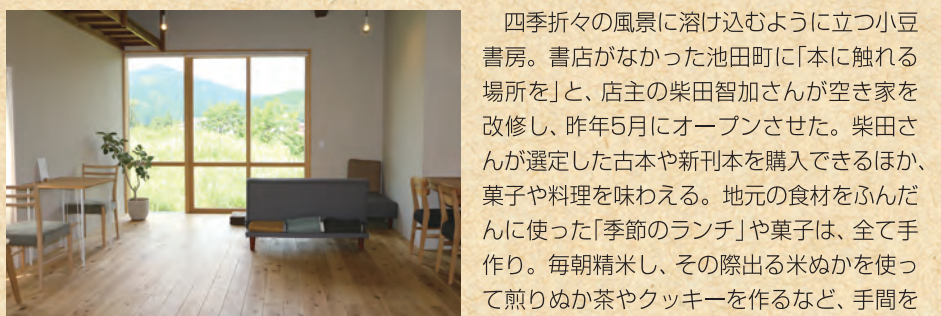 四季折々の風景に溶け込むように立つ小豆
書房。書店がなかった池田町に「本に触れる
場所を」と、店主の柴田智加さんが空き家を
改修し、昨年5月にオープンさせた。柴田さ
んが選定した古本や新刊本を購入できるほか、
菓子や料理を味わえる。地元の食材をふんだ
んに使った「季節のランチ」や菓子は、全て手
作り。毎朝精米し、その際出る米ぬかを使っ
て煎りぬか茶やクッキーを作るなど、手間を